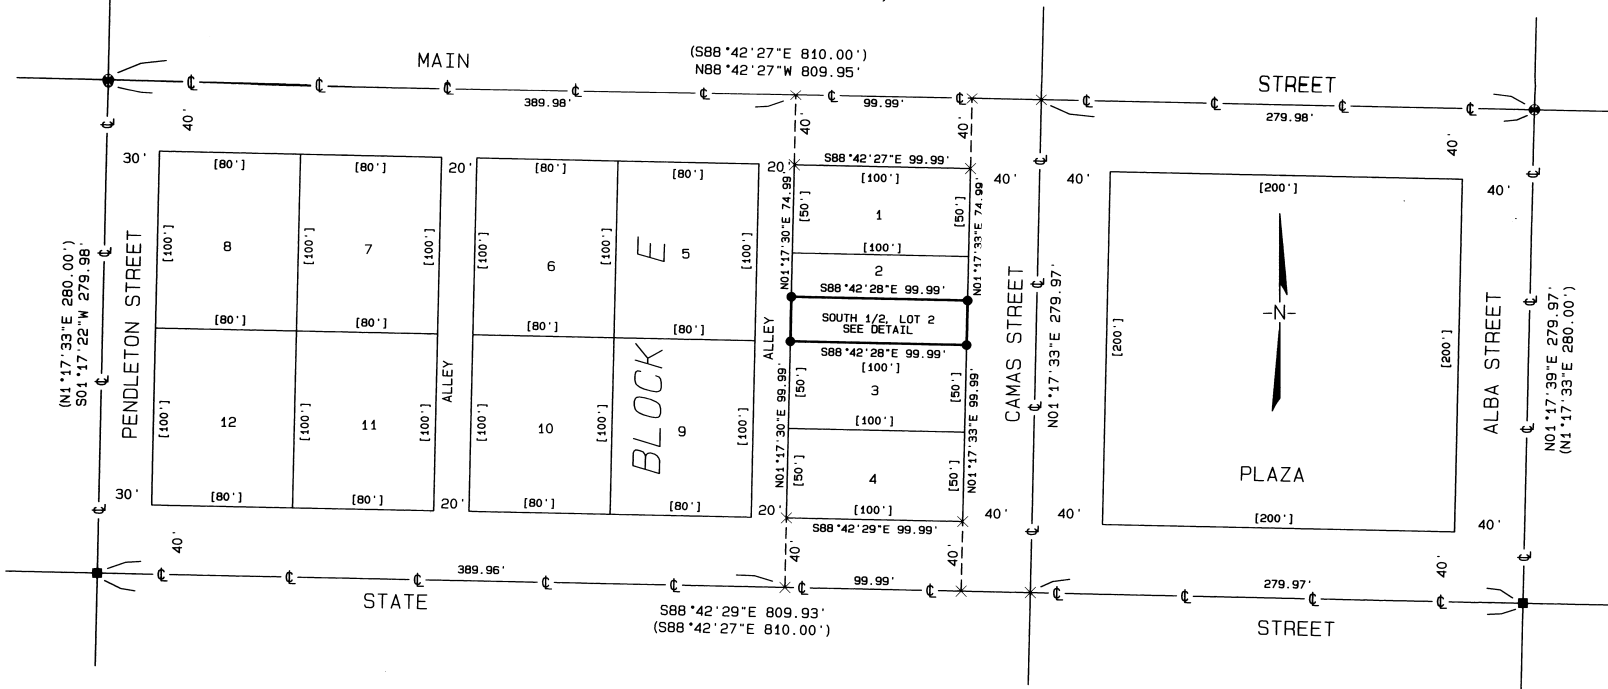 (S88°42'27"E 810.00')
N88°42'27"W 809.95'
MAIN
STREET
389.98'
99.99'
279.98'
40'
40'
40'
40'
30'
[80']
[80']
20'
[80']
[80']
20'
S88°42'27"E 99.99'
[100']
40'
40'
[200']
40'
N01°17'30"E 74.99'
[50']
1
[50']
N01°17'33"E 74.99'
[100']
8
[100']
7
[100']
[100']
6
[100']
E
5
[100']
[100']
2
S88°42'28"E 99.99'
SOUTH 1/2, LOT 2
SEE DETAIL
S88°42'28"E 99.99'
[100']
(N1°17'33"E 280.00')
S01°17'22"W 279.98'
PENDLETON STREET
[80']
[80']
[80']
[80']
ALLEY
ALLEY
CAMAS STREET
N01°17'33"E 279.97'
[200']
-N-
[200']
ALBA STREET
N01°17'39"E 279.97'
(N1°17'33"E 280.00')
[100']
12
[100']
11
[100']
[100']
10
[100']
BLOCK
9
[100']
N01°17'30"E 99.99'
[50']
3
[50']
N01°17'33"E 99.99'
[100']
[50']
4
[50']
[100']
PLAZA
30'
[80']
[80']
20'
[80']
[80']
20'
S88°42'29"E 99.99'
40'
40'
[200']
40'
40'
40'
40'
40'
389.96'
99.99'
279.97'
STATE
STREET
S88°42'29"E 809.93'
(S88°42'27"E 810.00')